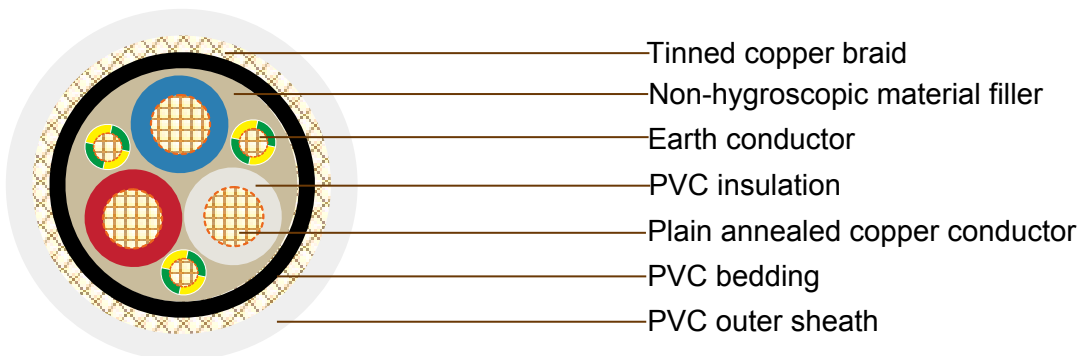 Tinned copper braid
Non-hygroscopic material filler
Earth conductor
PVC insulation
Plain annealed copper conductor
PVC bedding
PVC outer sheath